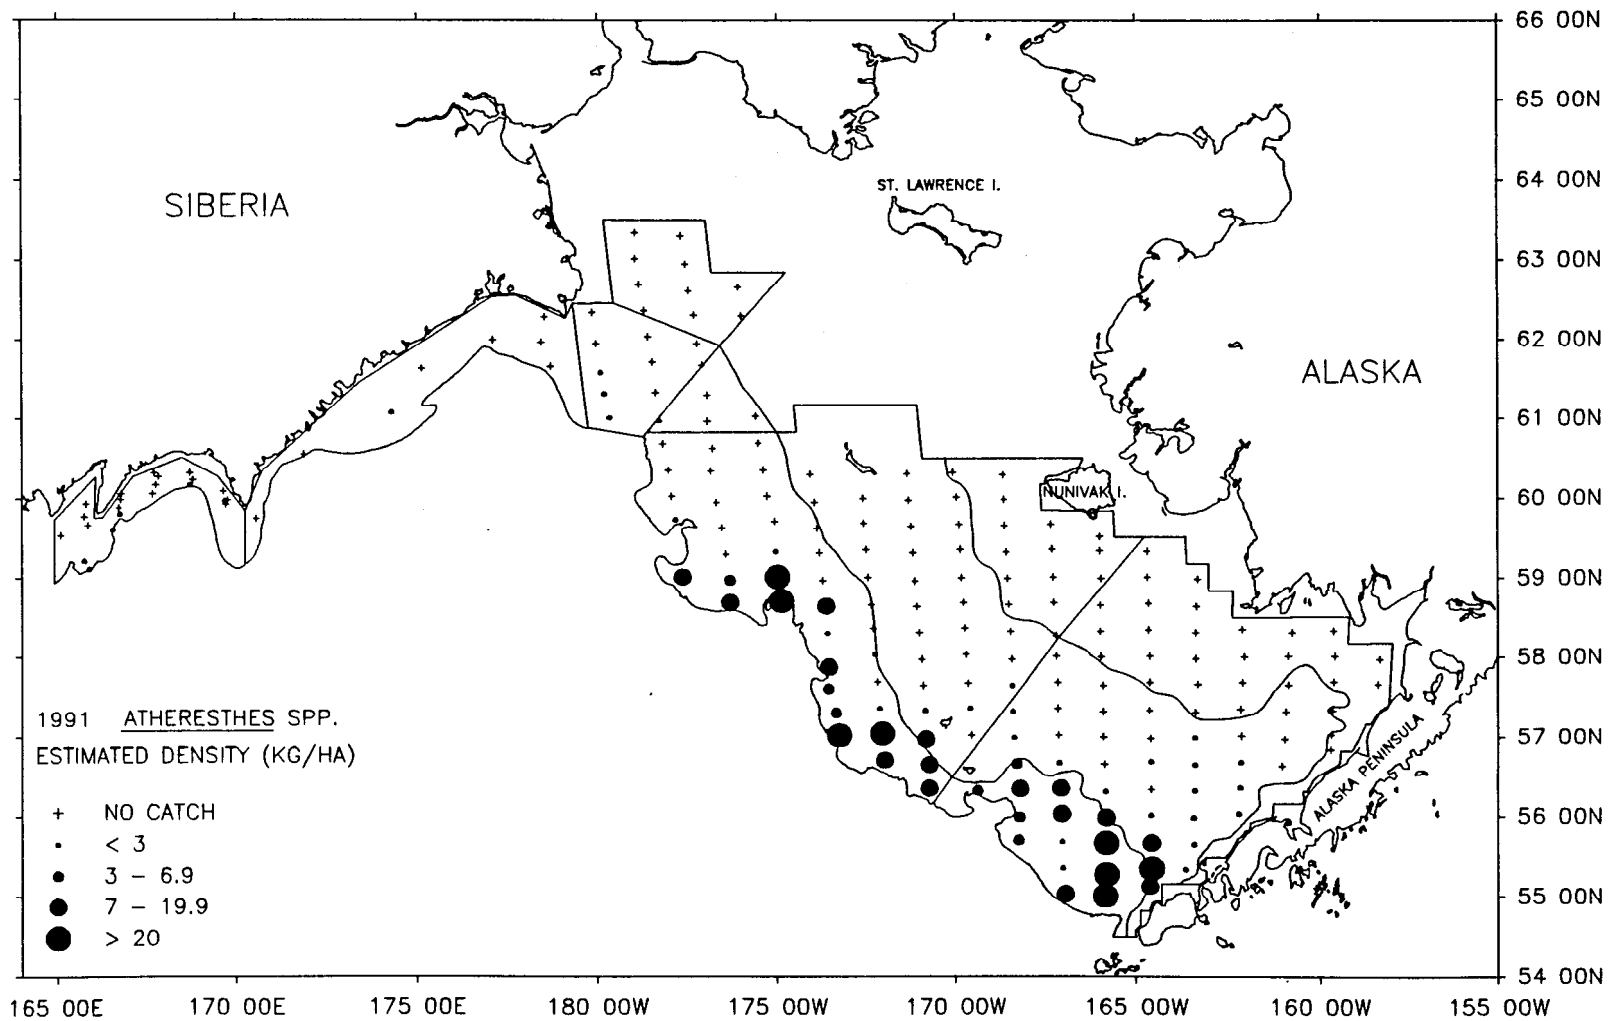 66 00N
65 00N
64 00N
63 00N
62 00N
61 00N
60 00N
59 00N
58 00N
57 00N
56 00N
55 00N
54 00N
SIBERIA
ST. LAWRENCE I.
ALASKA
NUNIVAK I.
ALASKA PENINSULA
1991 ATHERESTHES SPP.
ESTIMATED DENSITY (KG/HA)
+ NO CATCH
< 3
3 – 6.9
7 – 19.9
> 20
165 00E 170 00E 175 00E 180 00W 175 00W 170 00W 165 00W 160 00W 155 00W